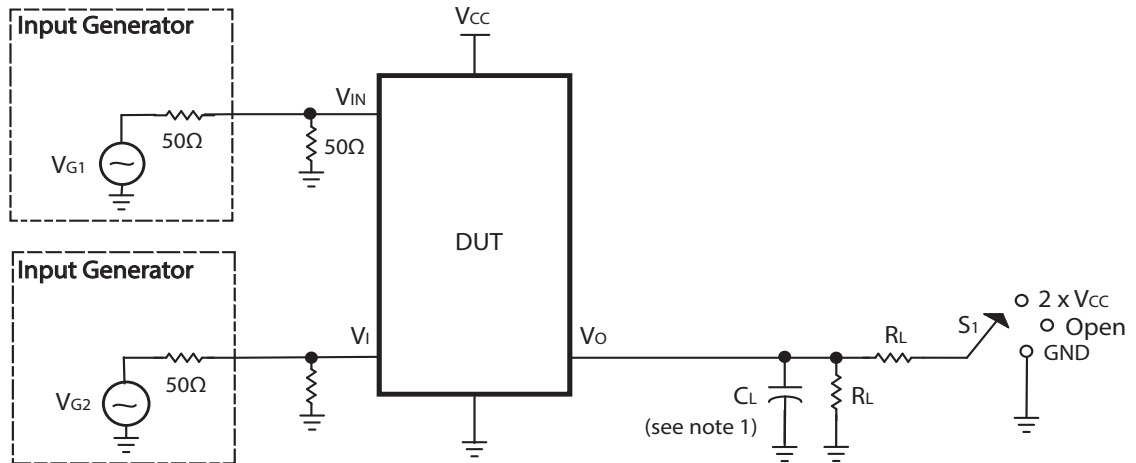 Input Generator
VCC
VIN
50Ω
50Ω
VG1
DUT
Input Generator
VI
VO
50Ω
VG2
RL
S1
2 x VCC
Open
GND
CL
RL
(see note 1)